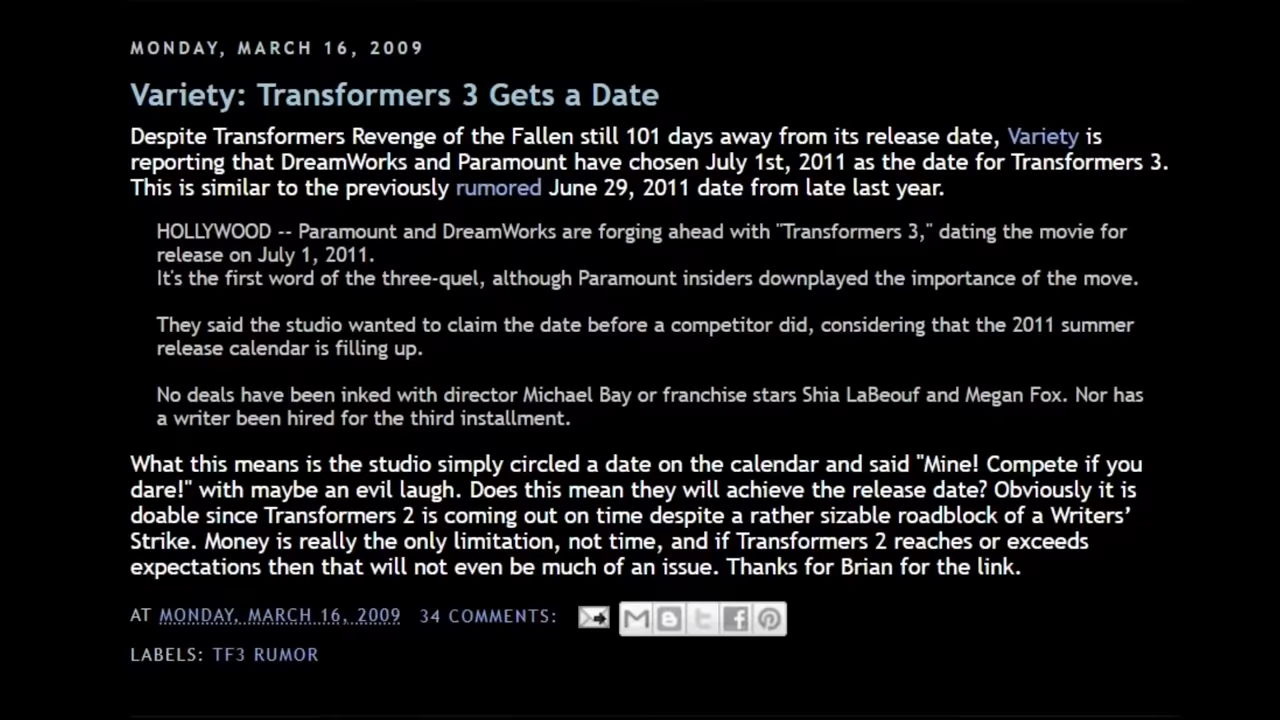 MONDAY, MARCH 16, 2009
Variety: Transformers 3 Gets a Date
Despite Transformers Revenge of the Fallen still 101 days away from its release date, Variety is
reporting that DreamWorks and Paramount have chosen July 1st, 2011 as the date for Transformers 3.
This is similar to the previously rumored June 29, 2011 date from late last year.
HOLLYWOOD -- Paramount and DreamWorks are forging ahead with "Transformers 3," dating the movie for
release on July 1, 2011.
It's the first word of the three-quel, although Paramount insiders downplayed the importance of the move.
They said the studio wanted to claim the date before a competitor did, considering that the 2011 summer
release calendar is filling up.
No deals have been inked with director Michael Bay or franchise stars Shia LaBeouf and Megan Fox. Nor has
a writer been hired for the third installment.
What this means is the studio simply circled a date on the calendar and said "Mine! Compete if you
dare!" with maybe an evil laugh. Does this mean they will achieve the release date? Obviously it is
doable since Transformers 2 is coming out on time despite a rather sizable roadblock of a Writers’
Strike. Money is really the only limitation, not time, and if Transformers 2 reaches or exceeds
expectations then that will not even be much of an issue. Thanks for Brian for the link.
AT MONDAY, MARCH 16, 2009 34 COMMENTS:
LABELS: TF3 RUMOR